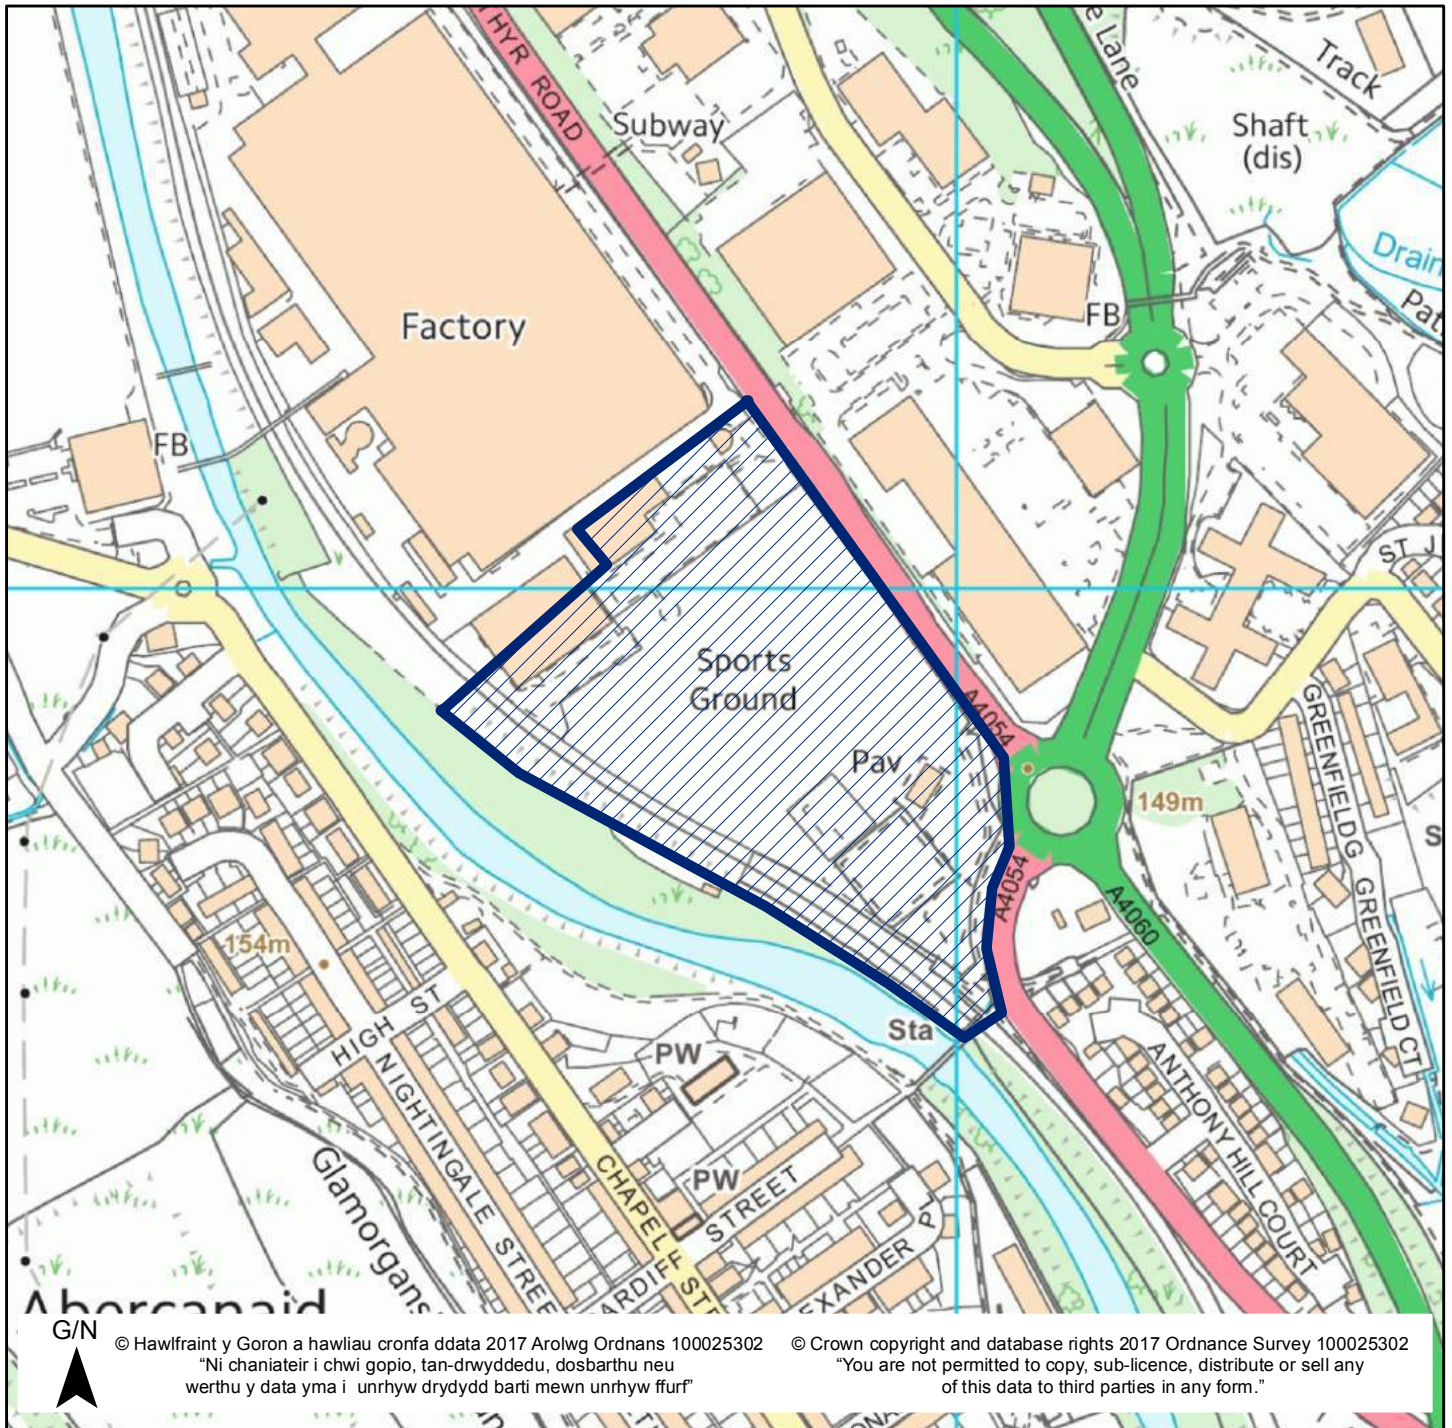 THYR ROAD
Subway
Lane
Track
Shaft
(dis)
Drain
FB
Factory
FB
ST J
Sports
Ground
A4054
Pav
149m
GREENFIELD
GREENFIELD CT
A4054
A4060
154m
HIGH ST
Sta
PW
NIGHTINGALE STREE
ANTHONY HILL COURT
PW
CHAPEL
STREET
PL
EXANDER
ARDIFF
Glamorgans
Abercanaid
G/N
© Hawlfraint y Goron a hawliau cronfa ddata 2017 Arolwg Ordnans 100025302
“Ni chaniateir i chwi gopio, tan-drwyddedu, dosbarthu neu
werthu y data yma i unrhyw drydydd barti mewn unrhyw ffurf”
© Crown copyright and database rights 2017 Ordnance Survey 100025302
“You are not permitted to copy, sub-licence, distribute or sell any
of this data to third parties in any form.”